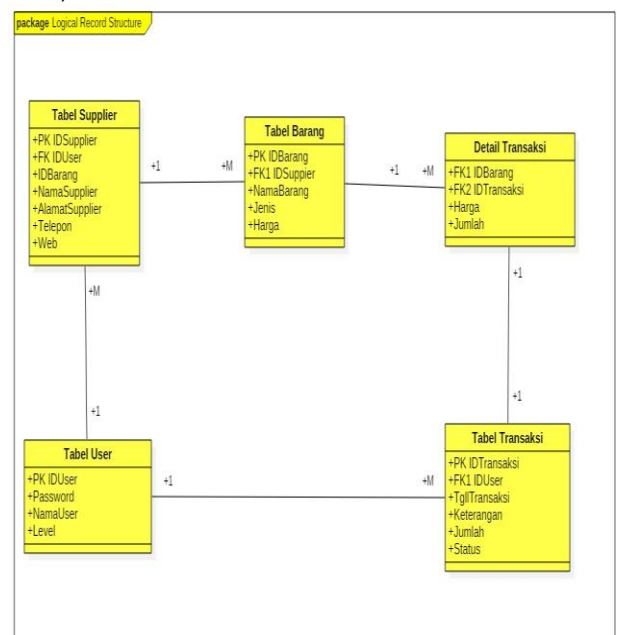 package Logical Record Structure
Tabel Supplier
+PK IDSupplier
+FK IDUser
+IDBarang
+NamaSupplier
+AlamatSupplier
+Telepon
+Web
+1
+M
Tabel Barang
+PK IDBarang
+FK1 IDSuppier
+NamaBarang
+Jenis
+Harga
+1
+M
Detail Transaksi
+FK1 IDBarang
+FK2 IDTransaksi
+Harga
+Jumlah
+M
+1
+1
+1
Tabel User
+PK IDUser
+Password
+NamaUser
+Level
+1
+M
Tabel Transaksi
+PK IDTransaksi
+FK1 IDUser
+TgllTransaksi
+Keterangan
+Jumlah
+Status